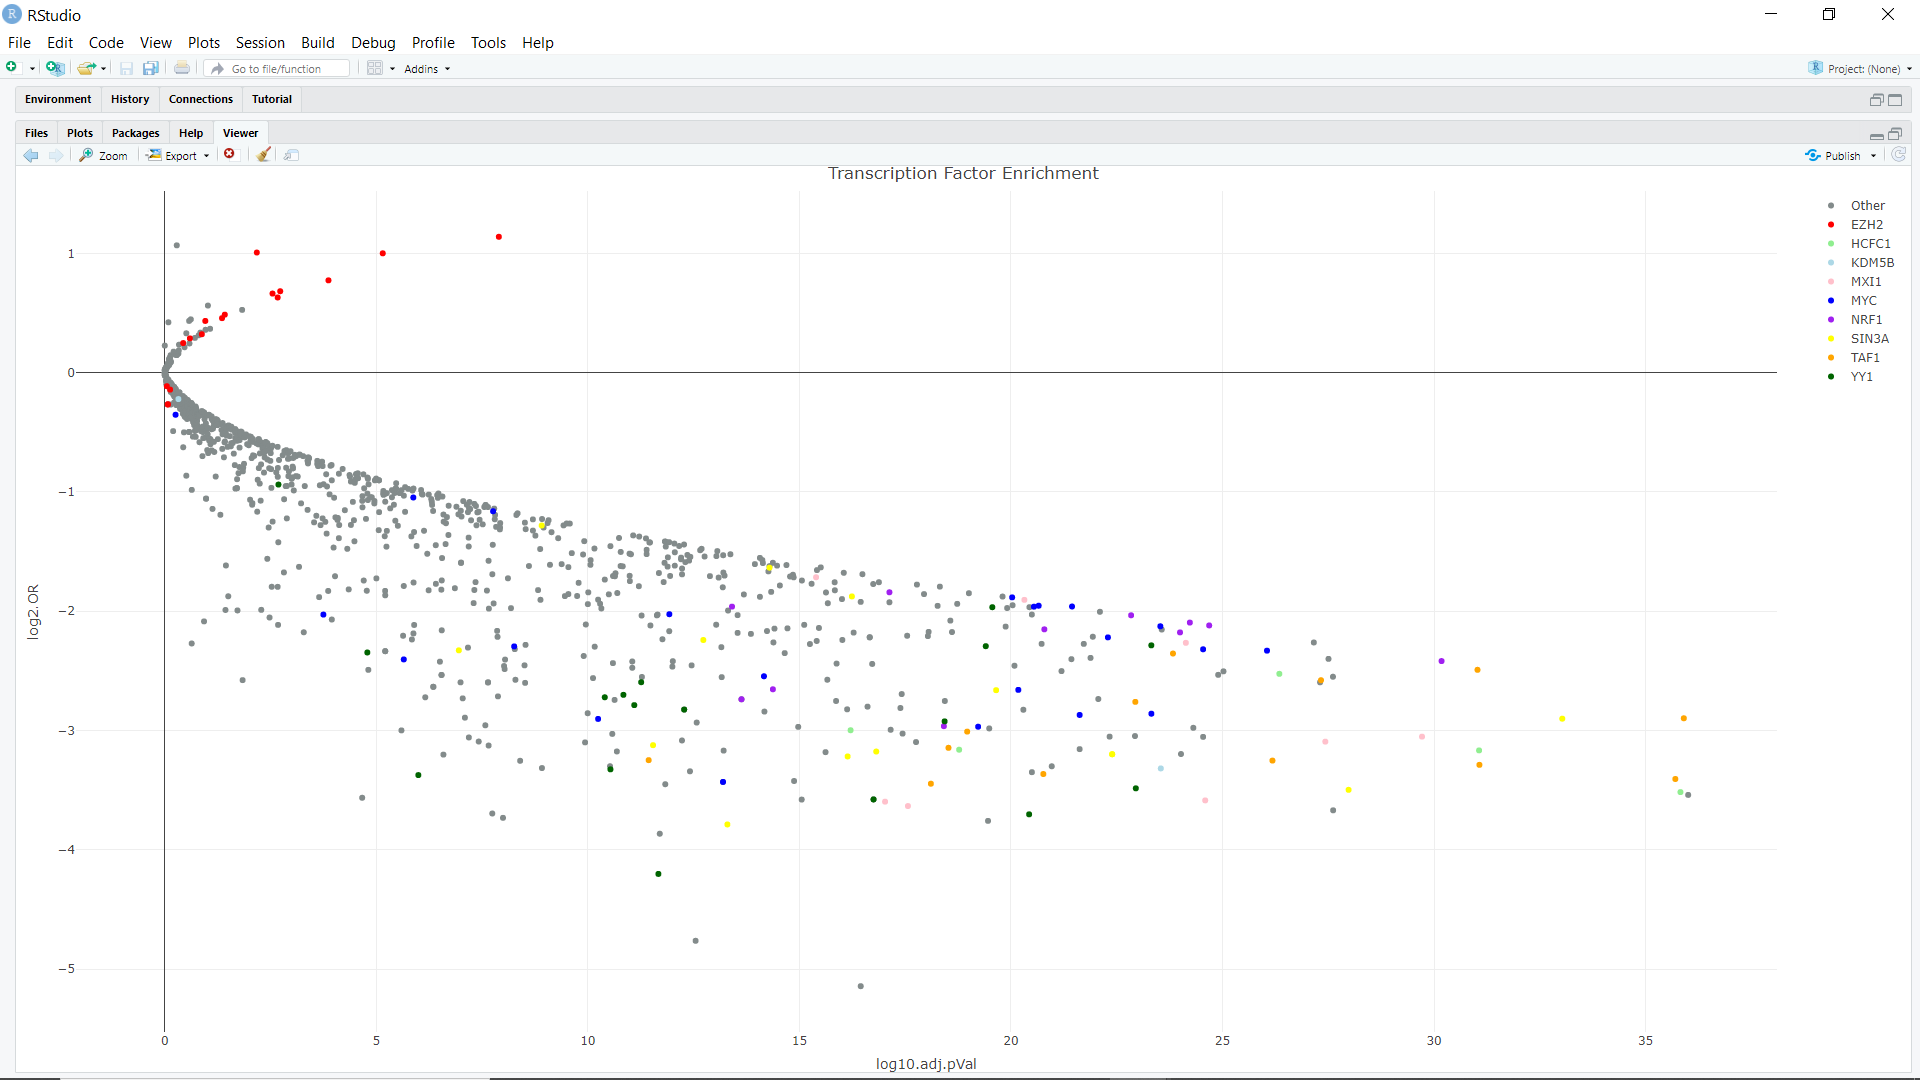 RStudio
File Edit Code View Plots Session Build Debug Profile Tools Help
Go to file/function Addins Project: (None)
Environment History Connections Tutorial
Files Plots Packages Help Viewer
Zoom Export Publish
Transcription Factor Enrichment
Other
EZH2
HCFC1
KDM5B
MXI1
MYC
NRF1
SIN3A
TAF1
YY1
1
0
−1
−2
−3
−4
−5
log2.OR
0 5 10 15 20 25 30 35
log10.adj.pVal